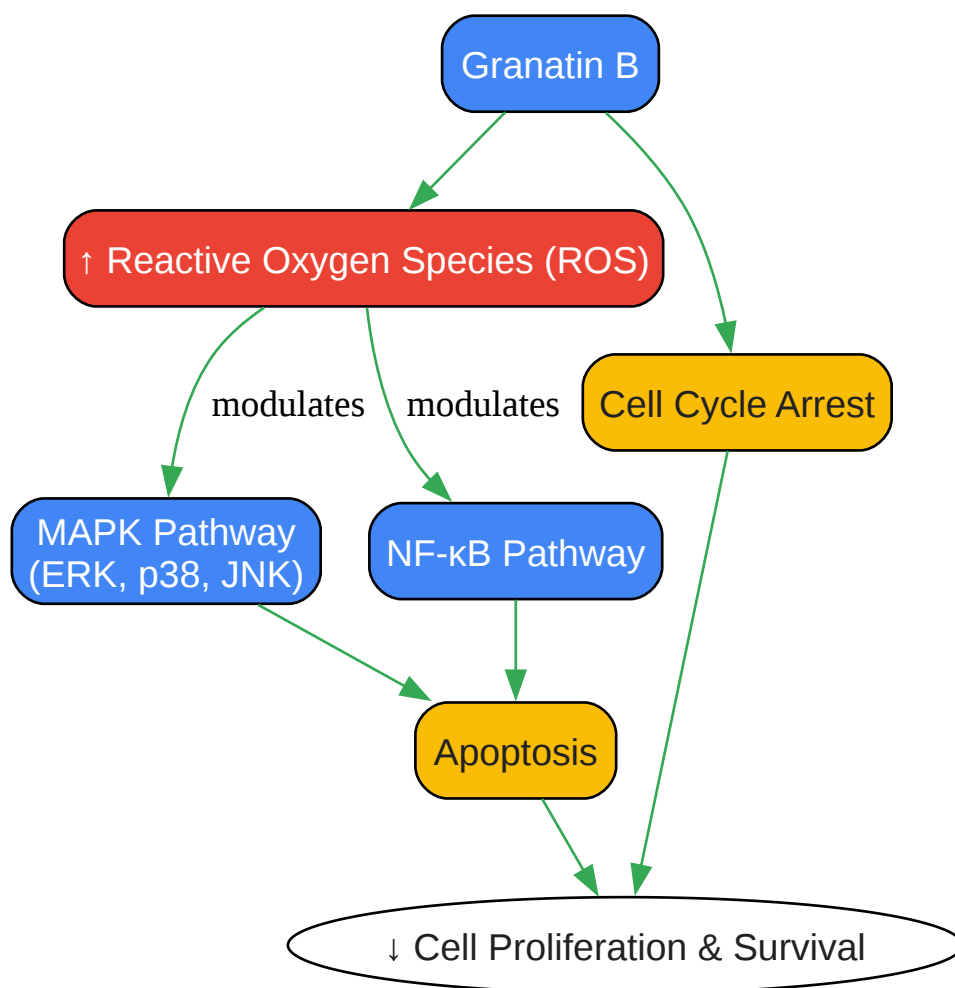 Granatin B
↑ Reactive Oxygen Species (ROS)
modulates
modulates
Cell Cycle Arrest
MAPK Pathway
(ERK, p38, JNK)
NF-κB Pathway
Apoptosis
↓ Cell Proliferation & Survival